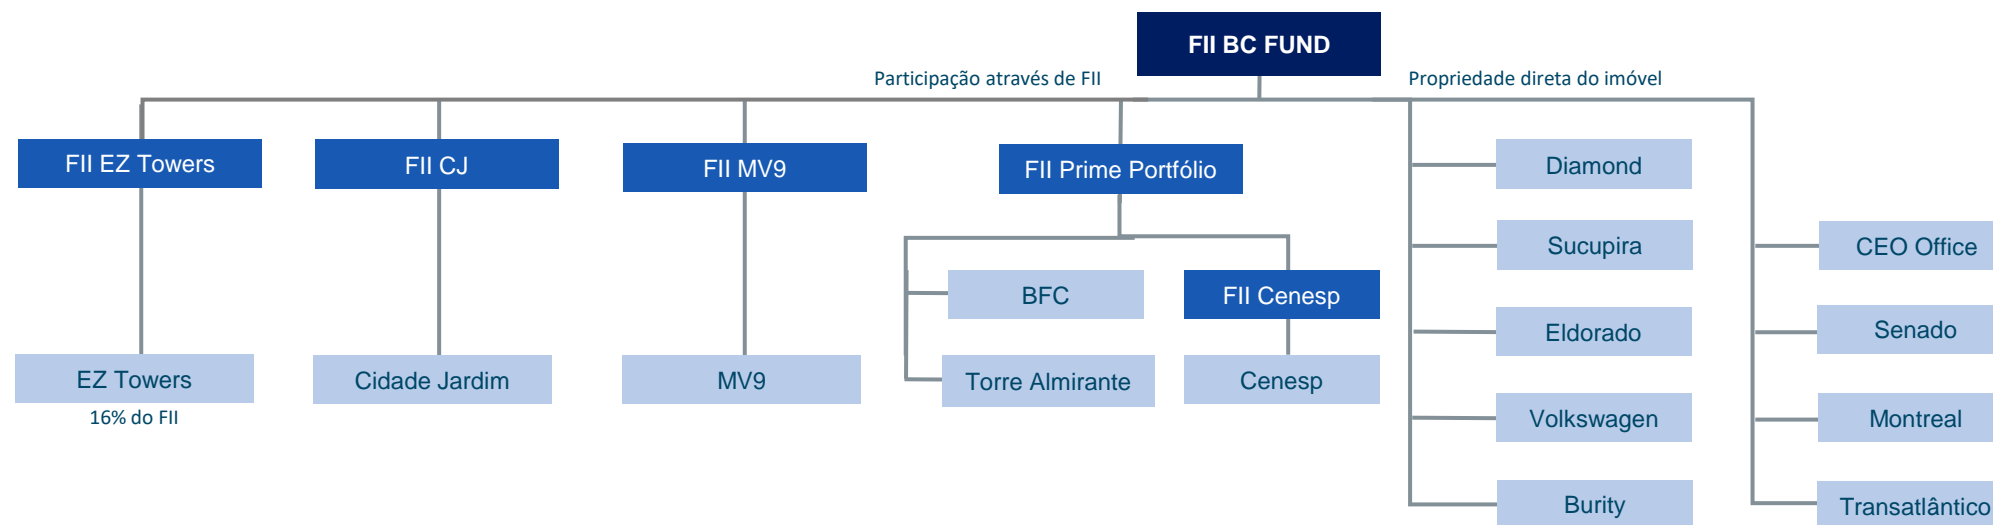 FII BC FUND
Participação através de FII
Propriedade direta do imóvel
FII EZ Towers
FII CJ
FII MV9
FII Prime Portfólio
Diamond
Sucupira
CEO Office
BFC
FII Cenesp
Eldorado
Senado
EZ Towers
Cidade Jardim
MV9
Torre Almirante
Cenesp
16% do FII
Volkswagen
Montreal
Burity
Transatlântico